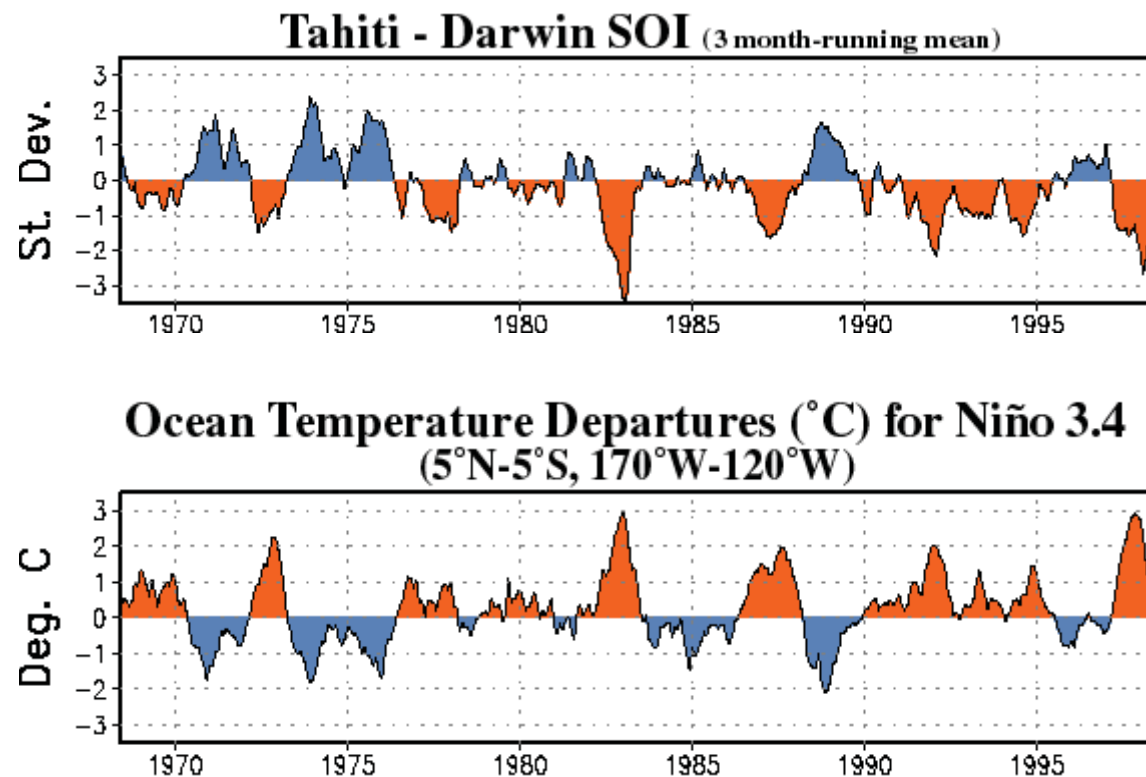 Tahiti - Darwin SOI (3 month-running mean)
St. Dev.
3
2
1
0
−1
−2
−3
1970 1975 1980 1985 1990 1995
Ocean Temperature Departures (˚C) for Niño 3.4
(5˚N-5˚S, 170˚W-120˚W)
Deg. C
3
2
1
0
−1
−2
−3
1970 1975 1980 1985 1990 1995